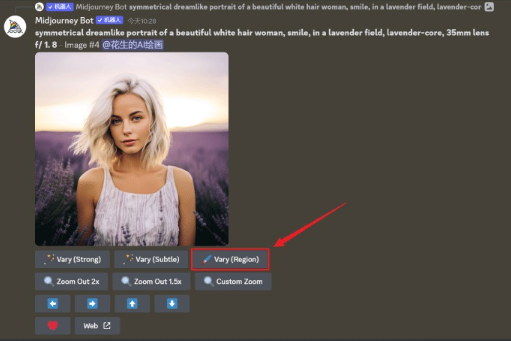 机器人 Midjourney Bot symmetrical dreamlike portrait of a beautiful white hair woman, smile, in a lavender field, lavender-cor
Midjourney Bot 机器人 今天10:28
symmetrical dreamlike portrait of a beautiful white hair woman, smile, in a lavender field, lavender-core, 35mm lens
f/ 1. 8 - Image #4 @花生的AI绘画
Vary (Strong) Vary (Subtle) Vary (Region)
Zoom Out 2x Zoom Out 1.5x Custom Zoom
Web